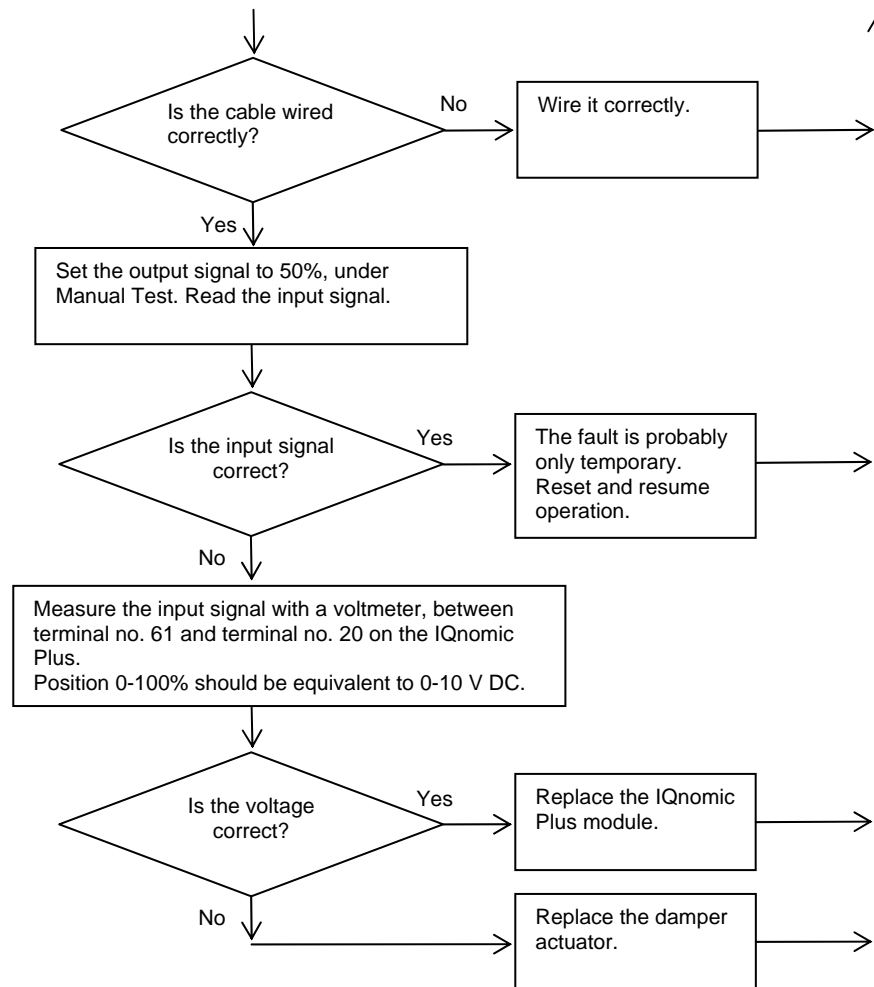 Is the cable wired
correctly?
No
Wire it correctly.
Yes
Set the output signal to 50%, under
Manual Test. Read the input signal.
Is the input signal
correct?
Yes
The fault is probably
only temporary.
Reset and resume
operation.
No
Measure the input signal with a voltmeter, between
terminal no. 61 and terminal no. 20 on the IQnomic
Plus.
Position 0-100% should be equivalent to 0-10 V DC.
Is the voltage
correct?
Yes
Replace the IQnomic
Plus module.
No
Replace the damper
actuator.